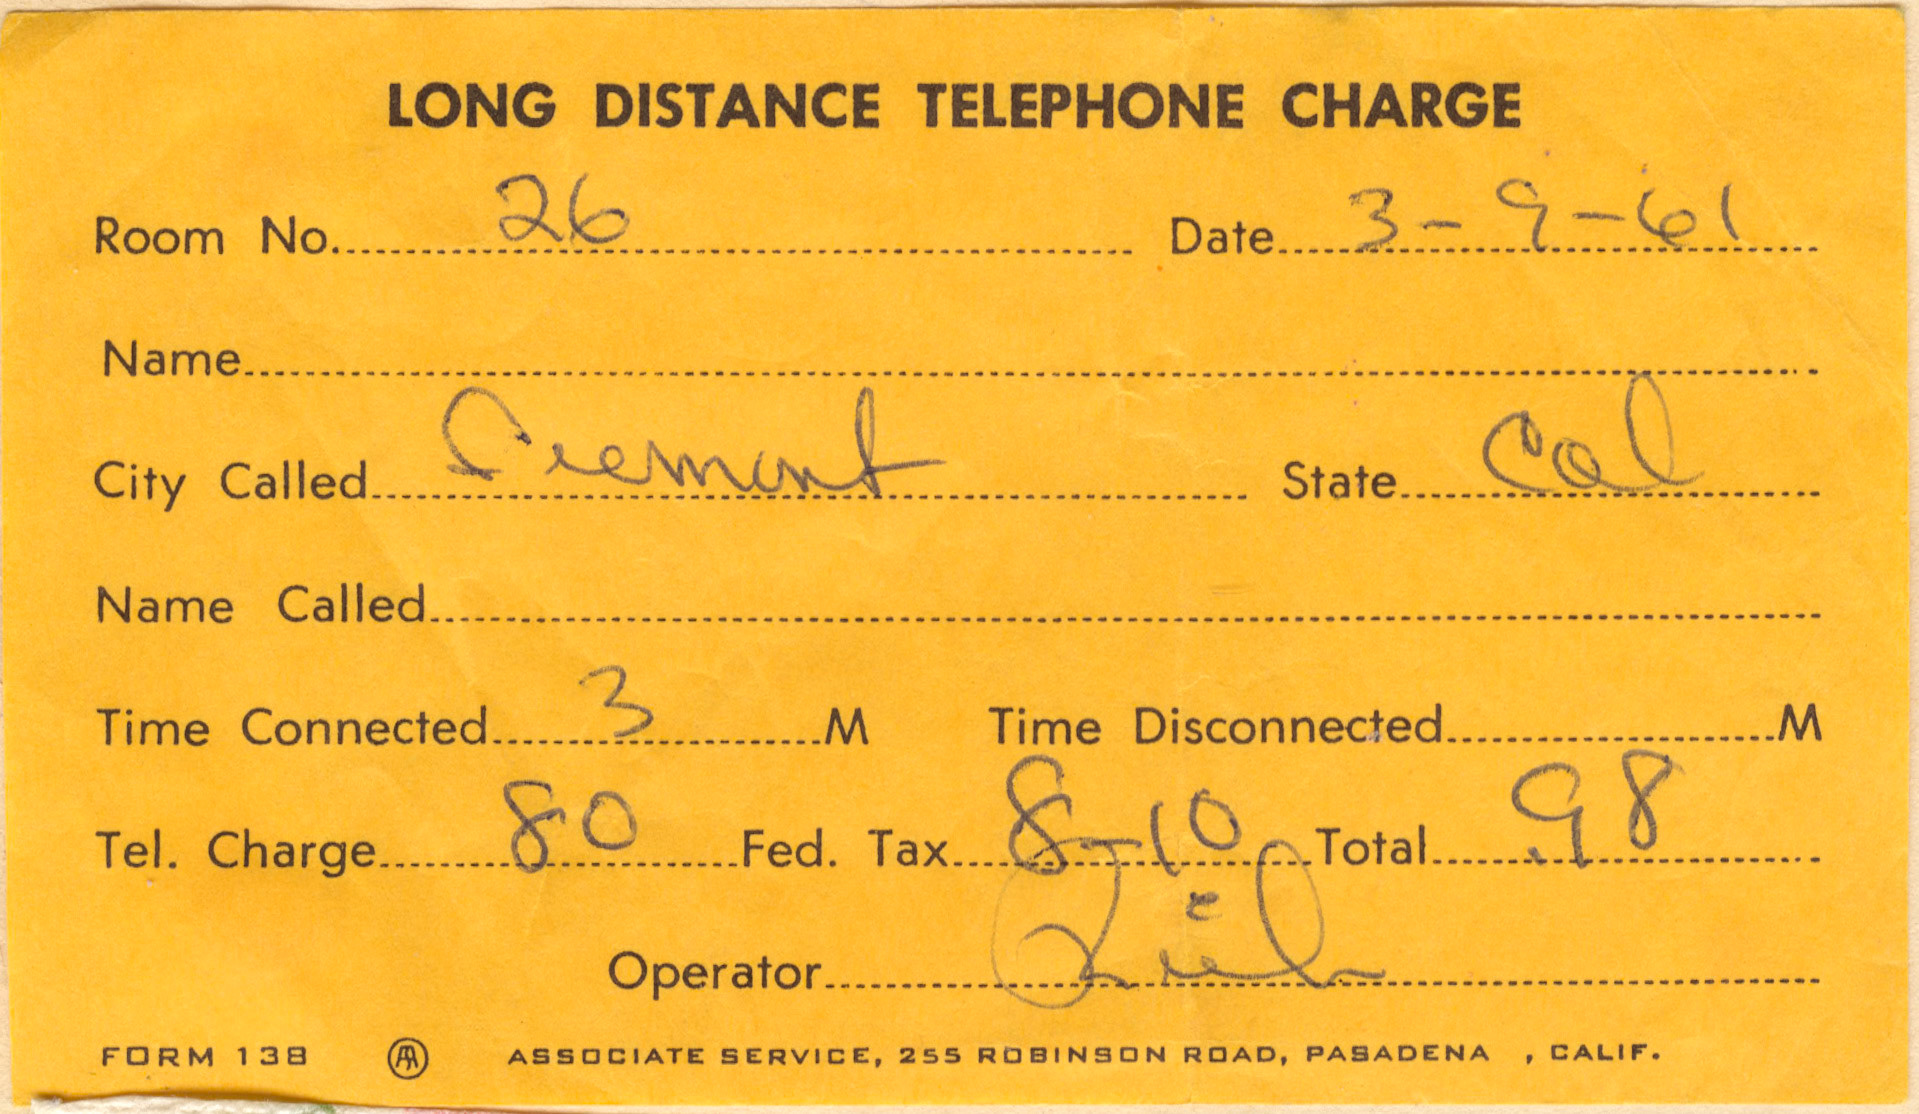 LONG DISTANCE TELEPHONE CHARGE
Room No. 26 Date 3-9-61
Name
City Called Fremont State Cal
Name Called
Time Connected 3 M Time Disconnected M
Tel. Charge 80 Fed. Tax 8-10 Total .98
Operator
FORM 138 AA ASSOCIATE SERVICE, 255 ROBINSON ROAD, PASADENA , CALIF.